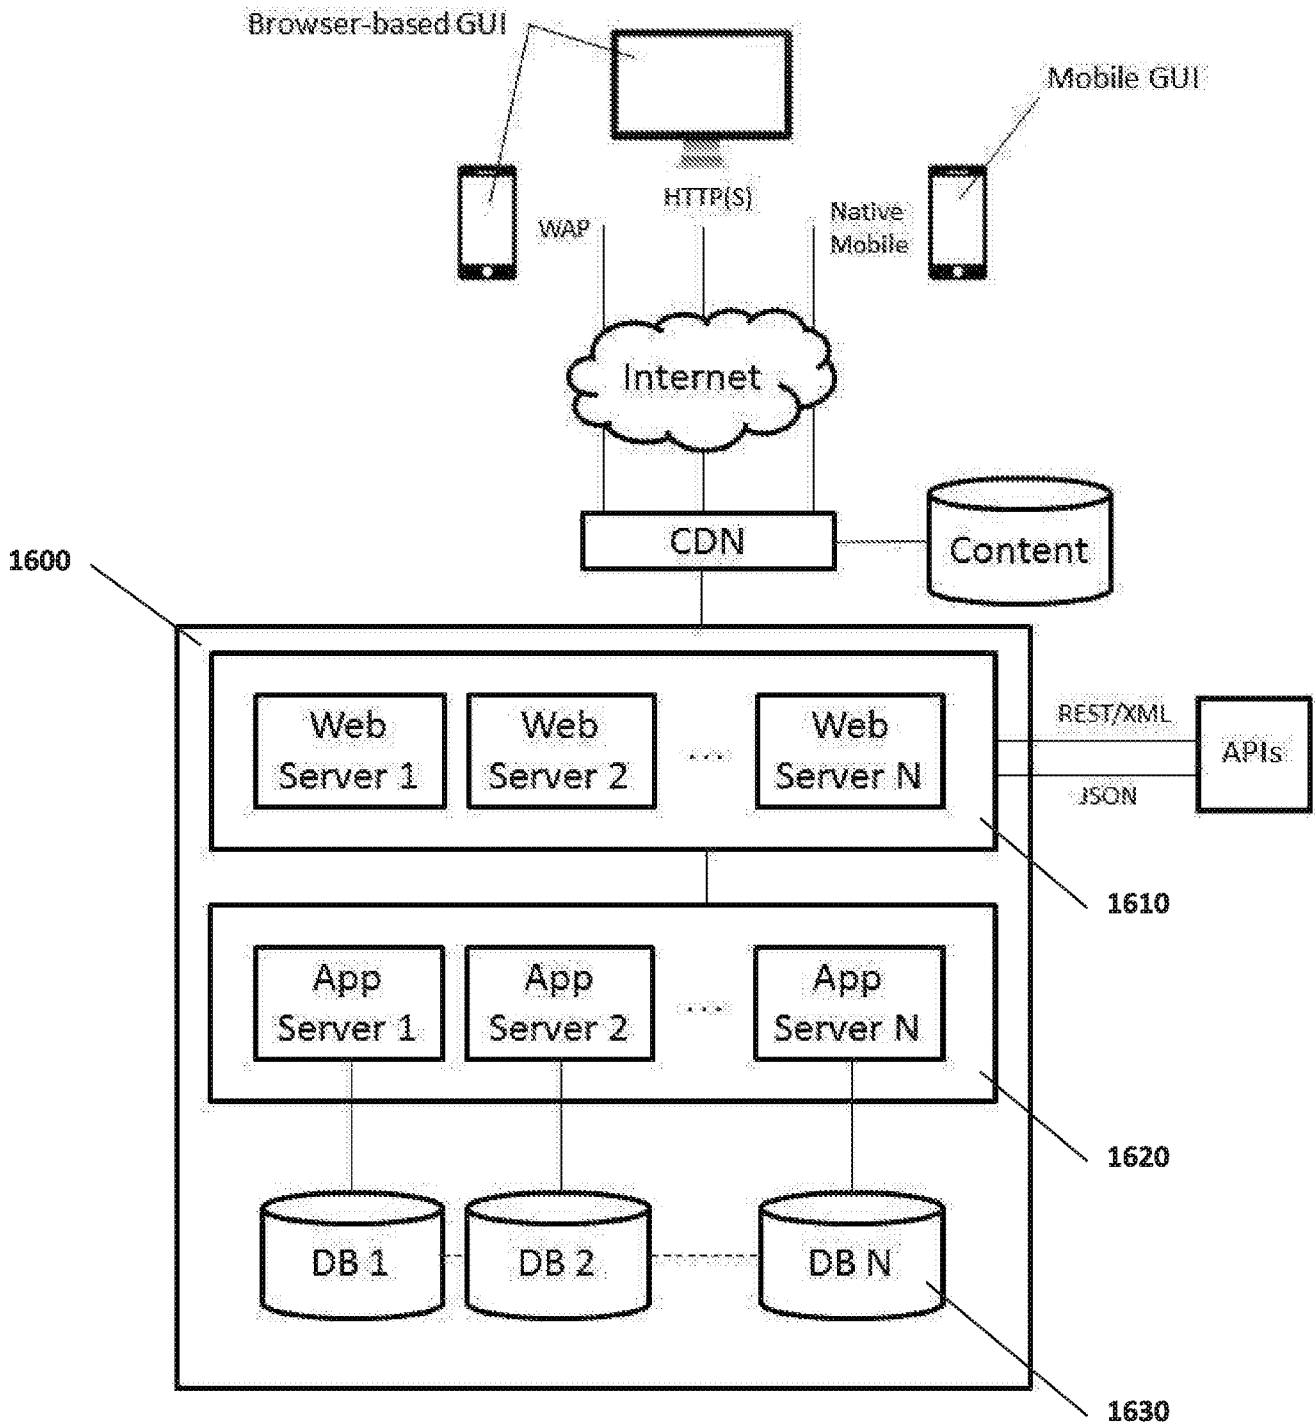 Browser-based GUI
Mobile GUI
HTTP(S)
WAP
Native
Mobile
Internet
CDN
Content
1600
Web
Server 1
Web
Server 2
...
Web
Server N
REST/XML
JSON
APIs
1610
App
Server 1
App
Server 2
...
App
Server N
1620
DB 1
DB 2
DB N
1630